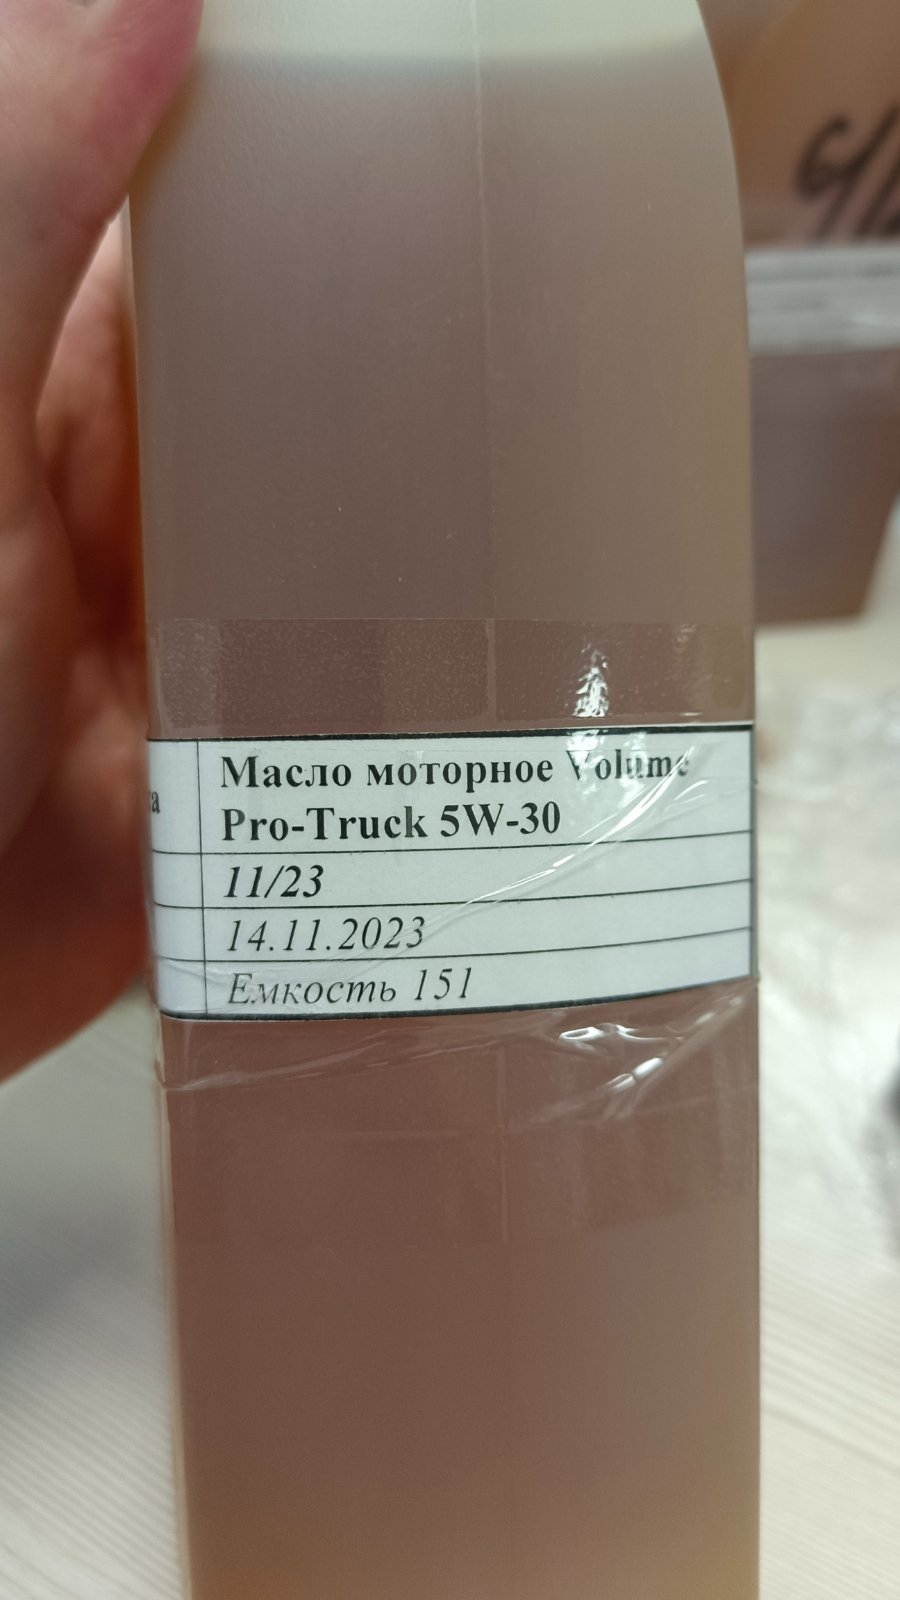 Масло моторное Volume
Pro-Truck 5W-30
11/23
14.11.2023
Емкость 151